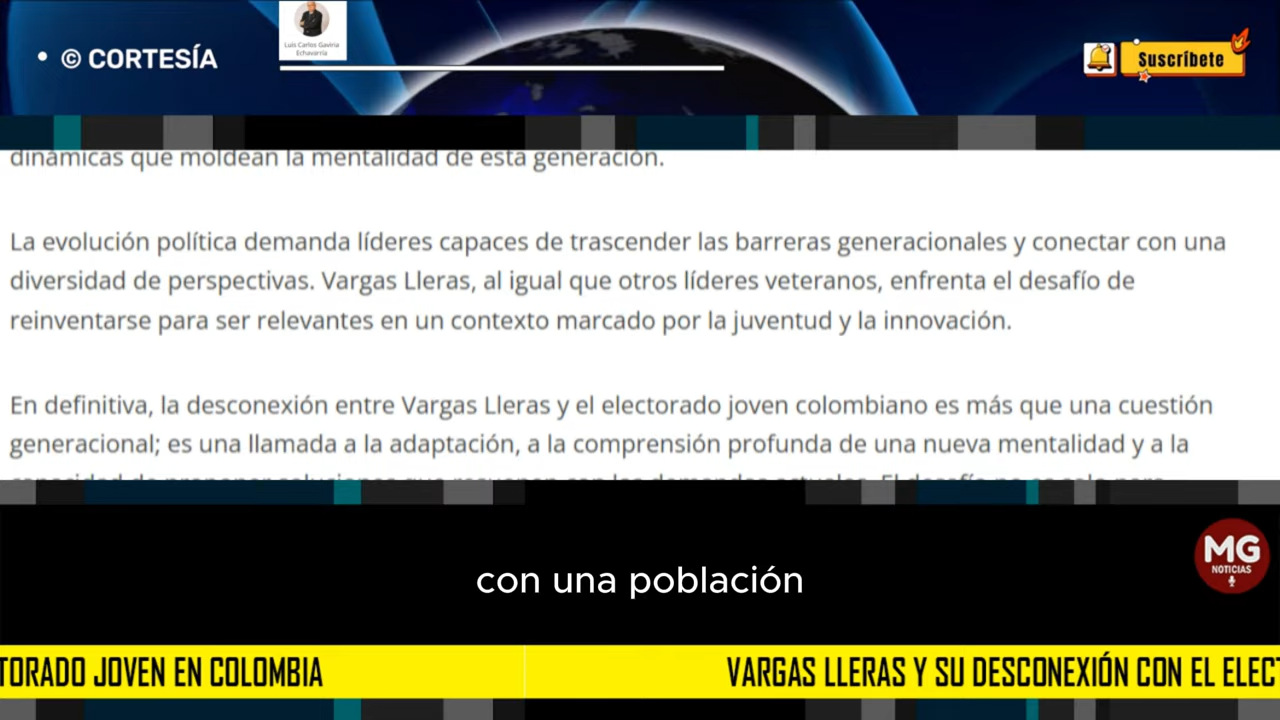 • © CORTESÍA
Luis Carlos Gaviria
Echavarría
Suscríbete
dinámicas que moldean la mentalidad de esta generación.
La evolución política demanda líderes capaces de trascender las barreras generacionales y conectar con una
diversidad de perspectivas. Vargas Lleras, al igual que otros líderes veteranos, enfrenta el desafío de
reinventarse para ser relevantes en un contexto marcado por la juventud y la innovación.
En definitiva, la desconexión entre Vargas Lleras y el electorado joven colombiano es más que una cuestión
generacional; es una llamada a la adaptación, a la comprensión profunda de una nueva mentalidad y a la
MG
NOTICIAS
con una población
TORADO JOVEN EN COLOMBIA
VARGAS LLERAS Y SU DESCONEXIÓN CON EL ELECT